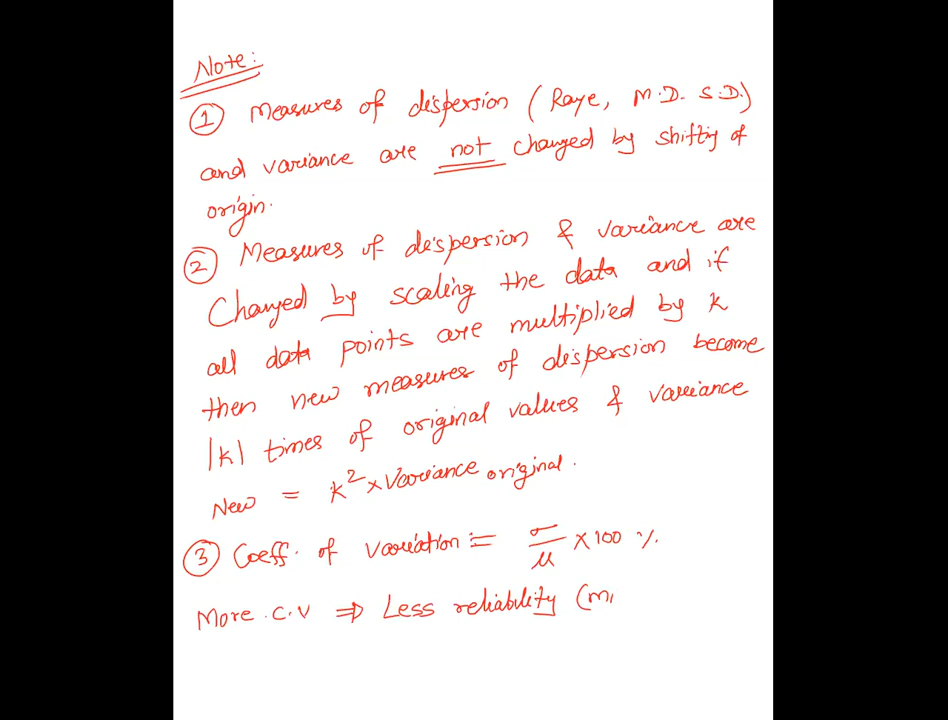 Note:
① Measures of dispersion (Range, M.D. S.D.)
and variance are not changed by shifting of
origin.
② Measures of dispersion & variance are
Changed by scaling the data and if
all data points are multiplied by k
then new measures of dispersion become
|k| times of original values & variance
New = k² × Variance original.
③ Coeff. of variation := σ/μ × 100 %.
More C.V ⇒ Less reliability (m